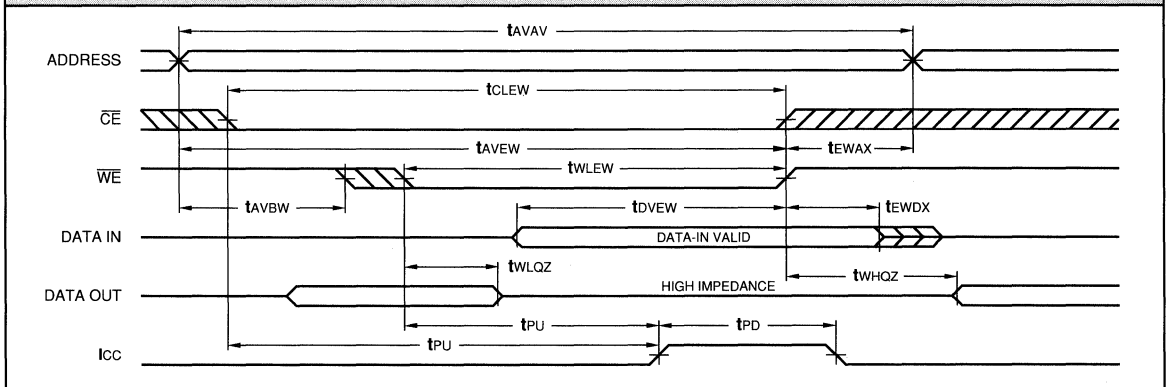 tAVAV
ADDRESS
tCLEW
CE
tAVEW
tEWAX
tWLEW
WE
tAVBW
tDVEW
tEWDX
DATA IN
DATA-IN VALID
tWLQZ
tWHQZ
DATA OUT
HIGH IMPEDANCE
tPU
tPD
tPU
ICC